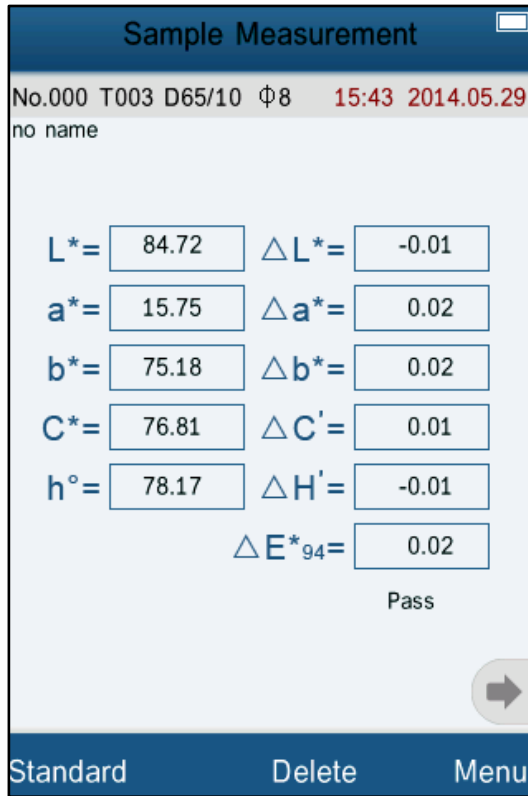 Sample Measurement
No.000 T003 D65/10 Φ8 15:43 2014.05.29
no name
L*= 84.72 △L*= -0.01
a*= 15.75 △a*= 0.02
b*= 75.18 △b*= 0.02
C*= 76.81 △C'= 0.01
h°= 78.17 △H'= -0.01
△E*94= 0.02
Pass
Standard Delete Menu